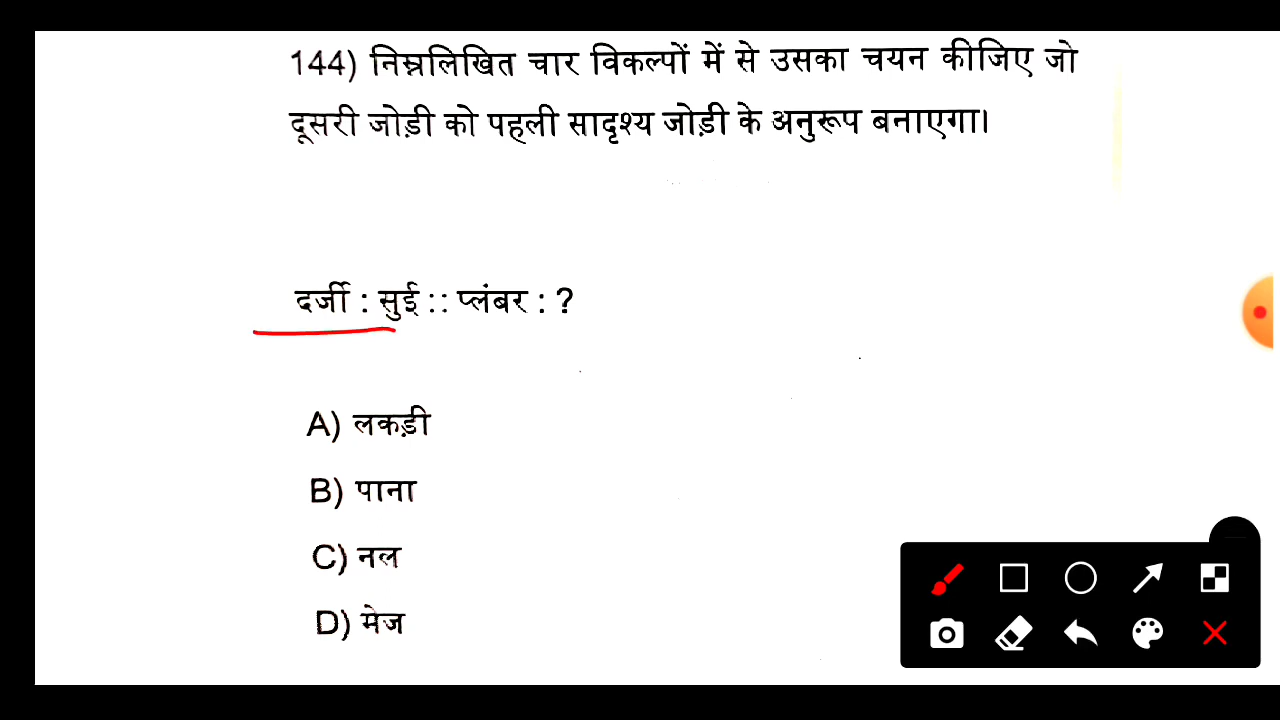 144) निम्नलिखित चार विकल्पों में से उसका चयन कीजिए जो
दूसरी जोड़ी को पहली सादृश्य जोड़ी के अनुरूप बनाएगा।
दर्जी : सुई :: प्लंबर : ?
A) लकड़ी
B) पाना
C) नल
D) मेज